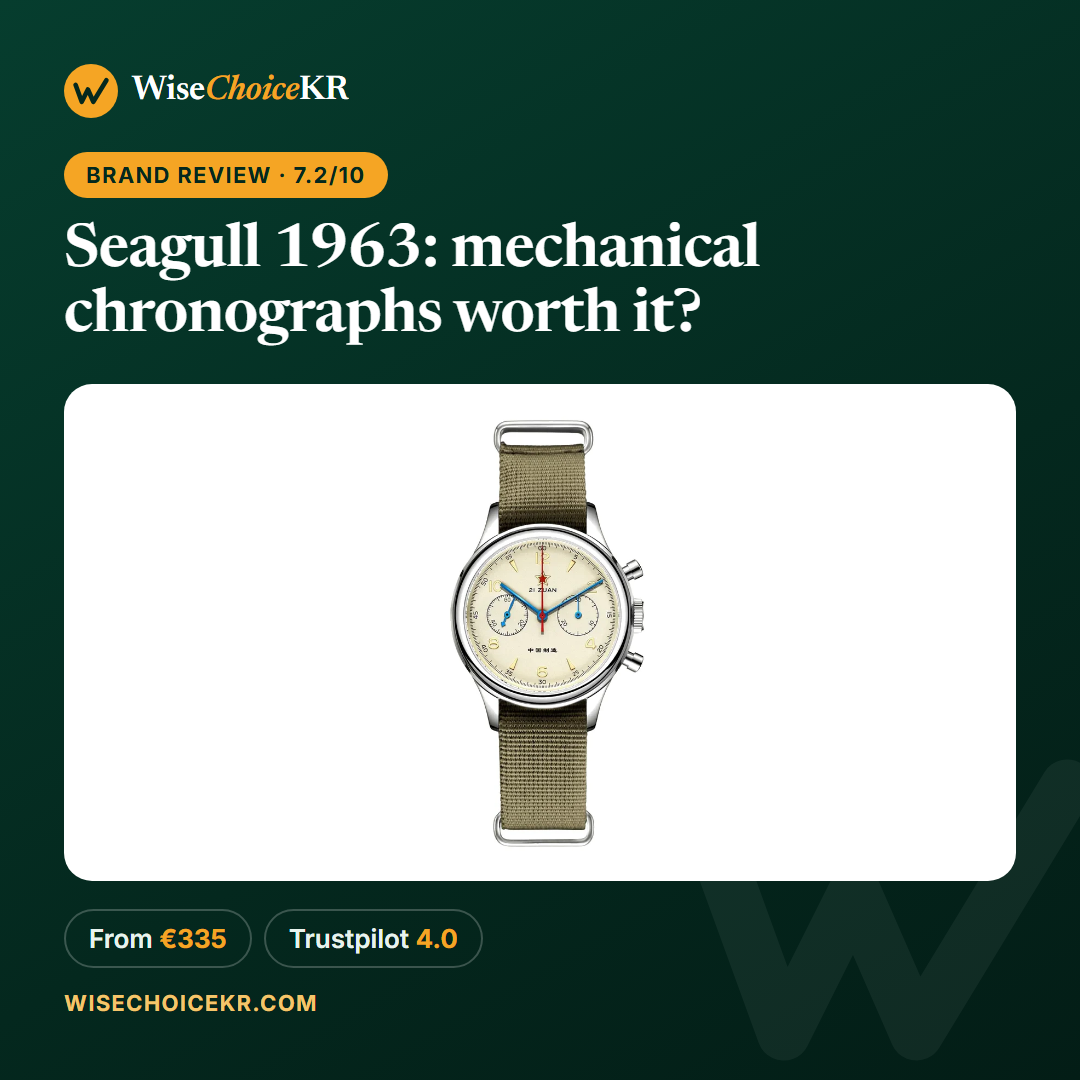 WiseChoiceKR
BRAND REVIEW · 7.2/10
Seagull 1963: mechanical
chronographs worth it?
21 ZUAN
中国制造
From €335
Trustpilot 4.0
WISECHOICEKR.COM